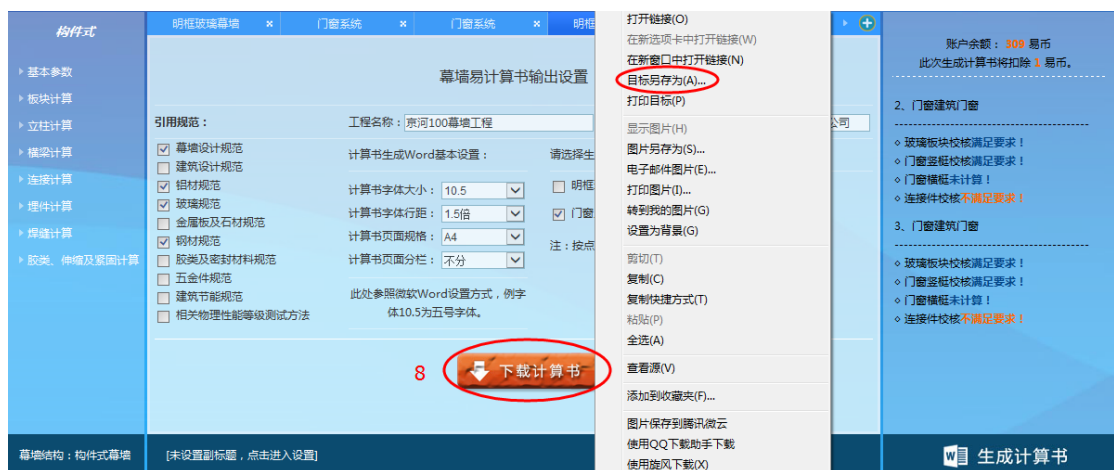 构件式
明框玻璃幕墙 ×
门窗系统 ×
门窗系统 ×
明框
▸ 基本参数
▸ 板块计算
▸ 立柱计算
▸ 横梁计算
▸ 连接计算
▸ 埋件计算
▸ 焊缝计算
▸ 胶类、伸缩及紧固计算
幕墙易计算书输出设置
引用规范：
幕墙设计规范
建筑设计规范
铝材规范
玻璃规范
金属板及石材规范
钢材规范
胶类及密封材料规范
五金件规范
建筑节能规范
相关物理性能等级测试方法
工程名称： 京河100幕墙工程
公司
计算书生成Word基本设置：
计算书字体大小： 10.5
计算书字体行距： 1.5倍
计算书页面规格： A4
计算书页面分栏： 不分
此处参照微软Word设置方式，例字
体10.5为五号字体。
请选择生
明框
门窗
注：按点
8
下载计算书
打开链接(O)
在新选项卡中打开链接(W)
在新窗口中打开链接(N)
目标另存为(A)...
打印目标(P)
显示图片(H)
图片另存为(S)...
电子邮件图片(E)...
打印图片(I)...
转到我的图片(G)
设置为背景(G)
剪切(T)
复制(C)
复制快捷方式(T)
粘贴(P)
全选(A)
查看源(V)
添加到收藏夹(F)...
图片保存到腾讯微云
使用QQ下载助手下载
使用旋风下载(X)
账户余额： 309 易币
此次生成计算书将扣除 1 易币。
2、门窗建筑门窗
◇ 玻璃板块校核满足要求！
◇ 门窗竖梃校核满足要求！
◇ 门窗横梃未计算！
◇ 连接件校核不满足要求！
3、门窗建筑门窗
◇ 玻璃板块校核满足要求！
◇ 门窗竖梃校核满足要求！
◇ 门窗横梃未计算！
◇ 连接件校核不满足要求！
幕墙结构：构件式幕墙
[未设置副标题，点击进入设置]
生成计算书